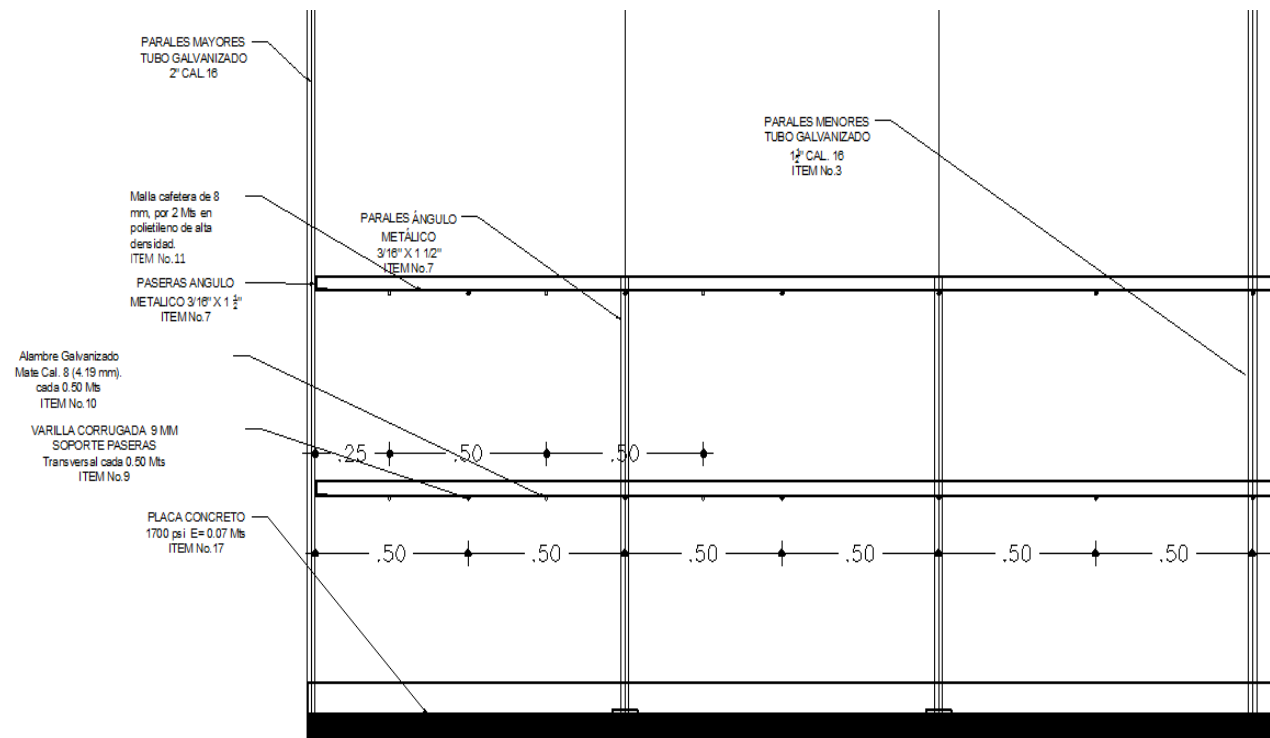 PARALES MAYORES
TUBO GALVANIZADO
2" CAL.16
PARALES MENORES
TUBO GALVANIZADO
1½" CAL. 16
ITEM No.3
Malla cafetera de 8
mm, por 2 Mts en
polietileno de alta
densidad.
ITEM No.11
PARALES ÁNGULO
METÁLICO
3/16" X 1 1/2"
ITEM No.7
PASERAS ANGULO
METALICO 3/16" X 1 ½"
ITEM No.7
Alambre Galvanizado
Mate Cal. 8 (4.19 mm).
cada 0.50 Mts
ITEM No.10
VARILLA CORRUGADA 9 MM
SOPORTE PASERAS
Transversal cada 0.50 Mts
ITEM No.9
.25 .50 .50
PLACA CONCRETO
1700 psi E= 0.07 Mts
ITEM No.17
.50 .50 .50 .50 .50 .50